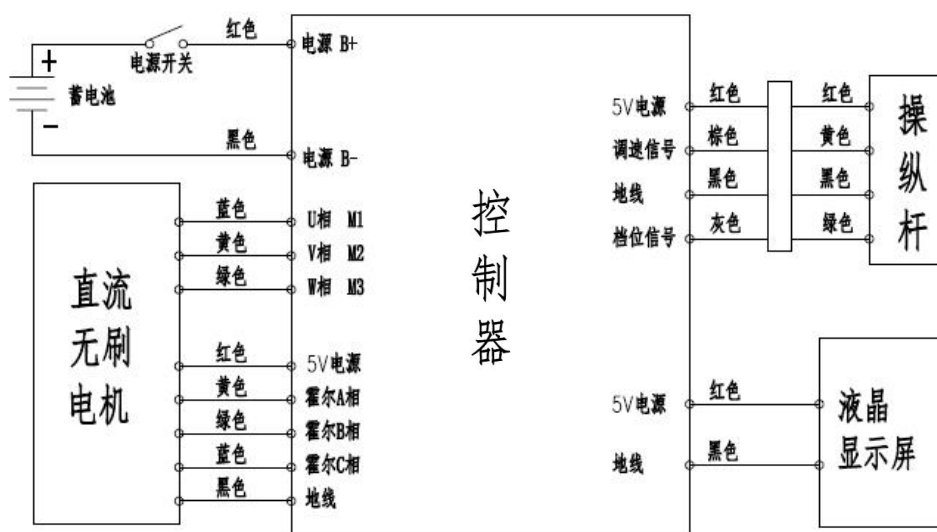 红色
电源 B+
电源开关
+
蓄电池
-
黑色
电源 B-
直流
无刷
电机
蓝色
U相 M1
黄色
V相 M2
绿色
W相 M3
红色
5V电源
黄色
霍尔A相
绿色
霍尔B相
蓝色
霍尔C相
黑色
地线
控
制
器
5V电源
红色
红色
调速信号
棕色
黄色
地线
黑色
黑色
档位信号
灰色
绿色
操
纵
杆
5V电源
红色
地线
黑色
液晶
显示屏